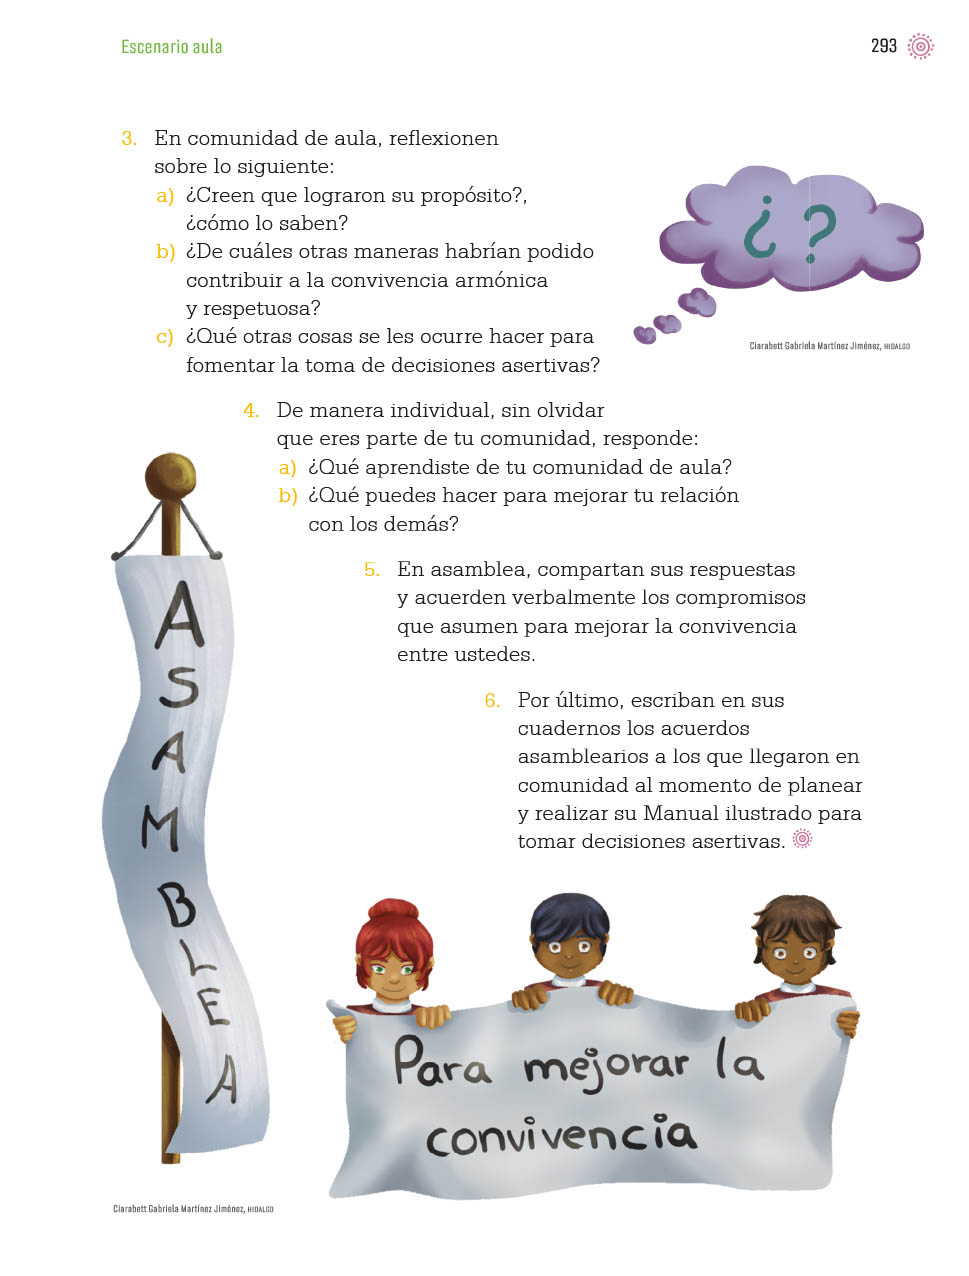 Escenario aula
293
3. En comunidad de aula, reflexionen
sobre lo siguiente:
a) ¿Creen que lograron su propósito?,
¿cómo lo saben?
b) ¿De cuáles otras maneras habrían podido
contribuir a la convivencia armónica
y respetuosa?
c) ¿Qué otras cosas se les ocurre hacer para
fomentar la toma de decisiones asertivas?
¿?
Ciarabett Gabriela Martínez Jiménez, HIDALGO
4. De manera individual, sin olvidar
que eres parte de tu comunidad, responde:
a) ¿Qué aprendiste de tu comunidad de aula?
b) ¿Qué puedes hacer para mejorar tu relación
con los demás?
5. En asamblea, compartan sus respuestas
y acuerden verbalmente los compromisos
que asumen para mejorar la convivencia
entre ustedes.
6. Por último, escriban en sus
cuadernos los acuerdos
asamblearios a los que llegaron en
comunidad al momento de planear
y realizar su Manual ilustrado para
tomar decisiones asertivas.
ASAMBLEA
Para mejorar la
convivencia
Ciarabett Gabriela Martínez Jiménez, HIDALGO